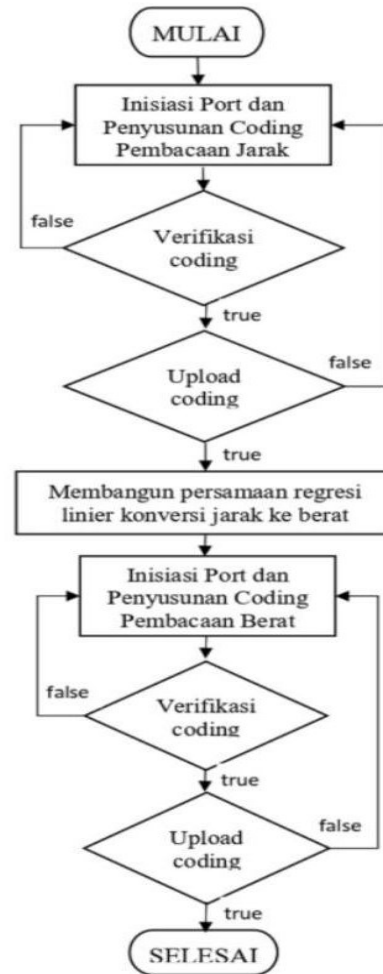 MULAI
Inisiasi Port dan
Penyusunan Coding
Pembacaan Jarak
false
Verifikasi
coding
true
false
Upload
coding
true
Membangun persamaan regresi
linier konversi jarak ke berat
Inisiasi Port dan
Penyusunan Coding
Pembacaan Berat
false
Verifikasi
coding
true
false
Upload
coding
true
SELESAI